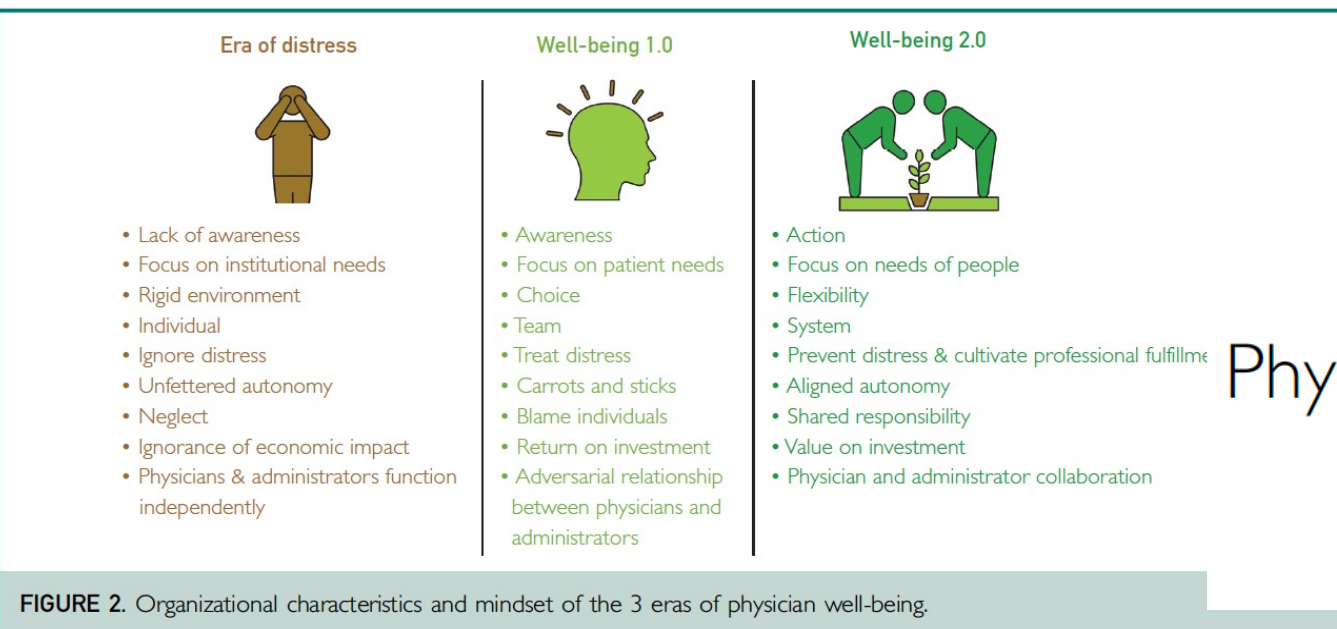 Era of distress
• Lack of awareness
• Focus on institutional needs
• Rigid environment
• Individual
• Ignore distress
• Unfettered autonomy
• Neglect
• Ignorance of economic impact
• Physicians & administrators function
independently
Well-being 1.0
• Awareness
• Focus on patient needs
• Choice
• Team
• Treat distress
• Carrots and sticks
• Blame individuals
• Return on investment
• Adversarial relationship
between physicians and
administrators
Well-being 2.0
• Action
• Focus on needs of people
• Flexibility
• System
• Prevent distress & cultivate professional fulfillme
• Aligned autonomy
• Shared responsibility
• Value on investment
• Physician and administrator collaboration
Phy
FIGURE 2. Organizational characteristics and mindset of the 3 eras of physician well-being.